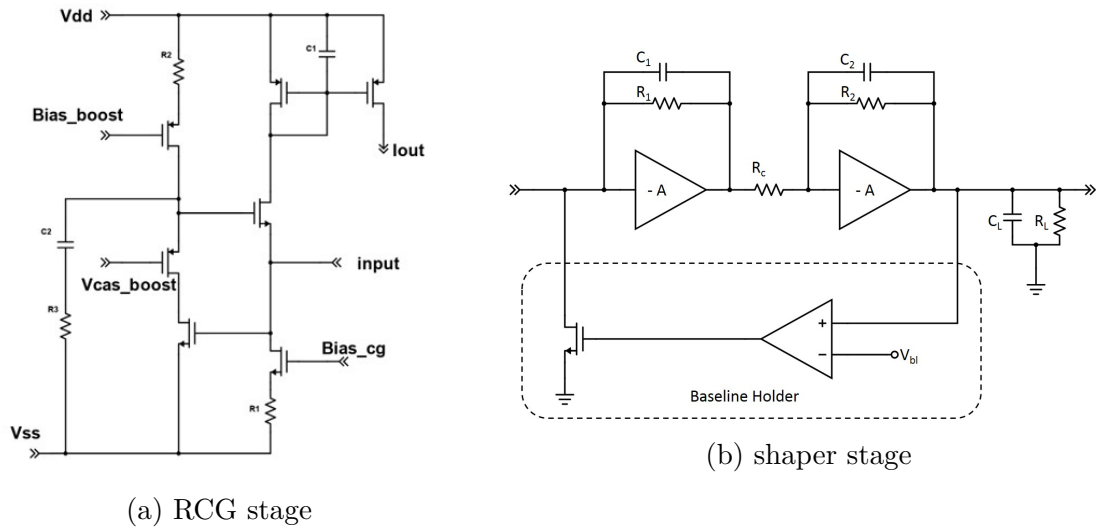 Vdd
R2
C1
Bias_boost
Iout
C2
input
Vcas_boost
R3
Bias_cg
R1
Vss
(a) RCG stage
C1
R1
C2
R2
Rc
- A
- A
CL
RL
+
−
Vbl
Baseline Holder
(b) shaper stage